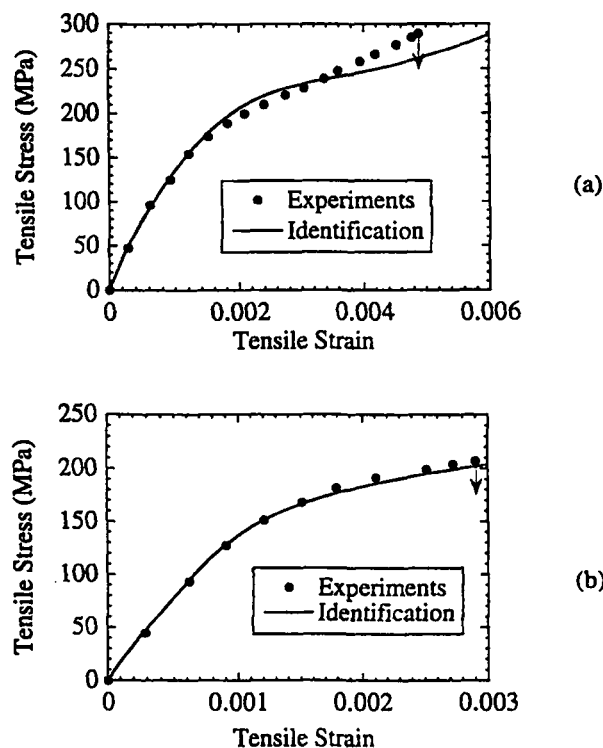 300
250
200
150
100
50
0
Tensile Stress (MPa)
Experiments
Identification
0 0.002 0.004 0.006
Tensile Strain
(a)
250
200
150
100
50
0
Tensile Stress (MPa)
Experiments
Identification
0 0.001 0.002 0.003
Tensile Strain
(b)